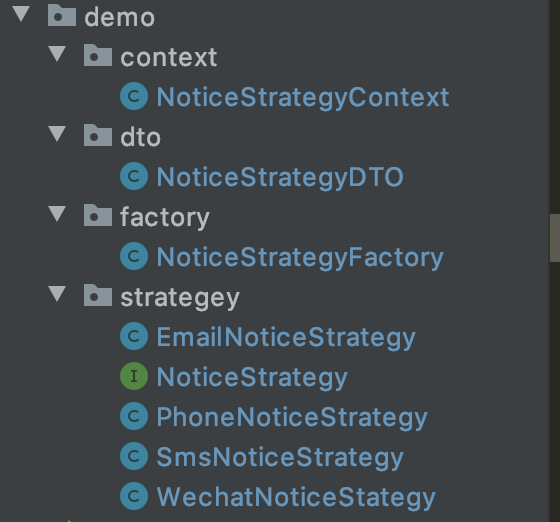 demo
context
C NoticeStrategyContext
dto
C NoticeStrategyDTO
factory
C NoticeStrategyFactory
strategey
C EmailNoticeStrategy
I NoticeStrategy
C PhoneNoticeStrategy
C SmsNoticeStrategy
C WechatNoticeStategy